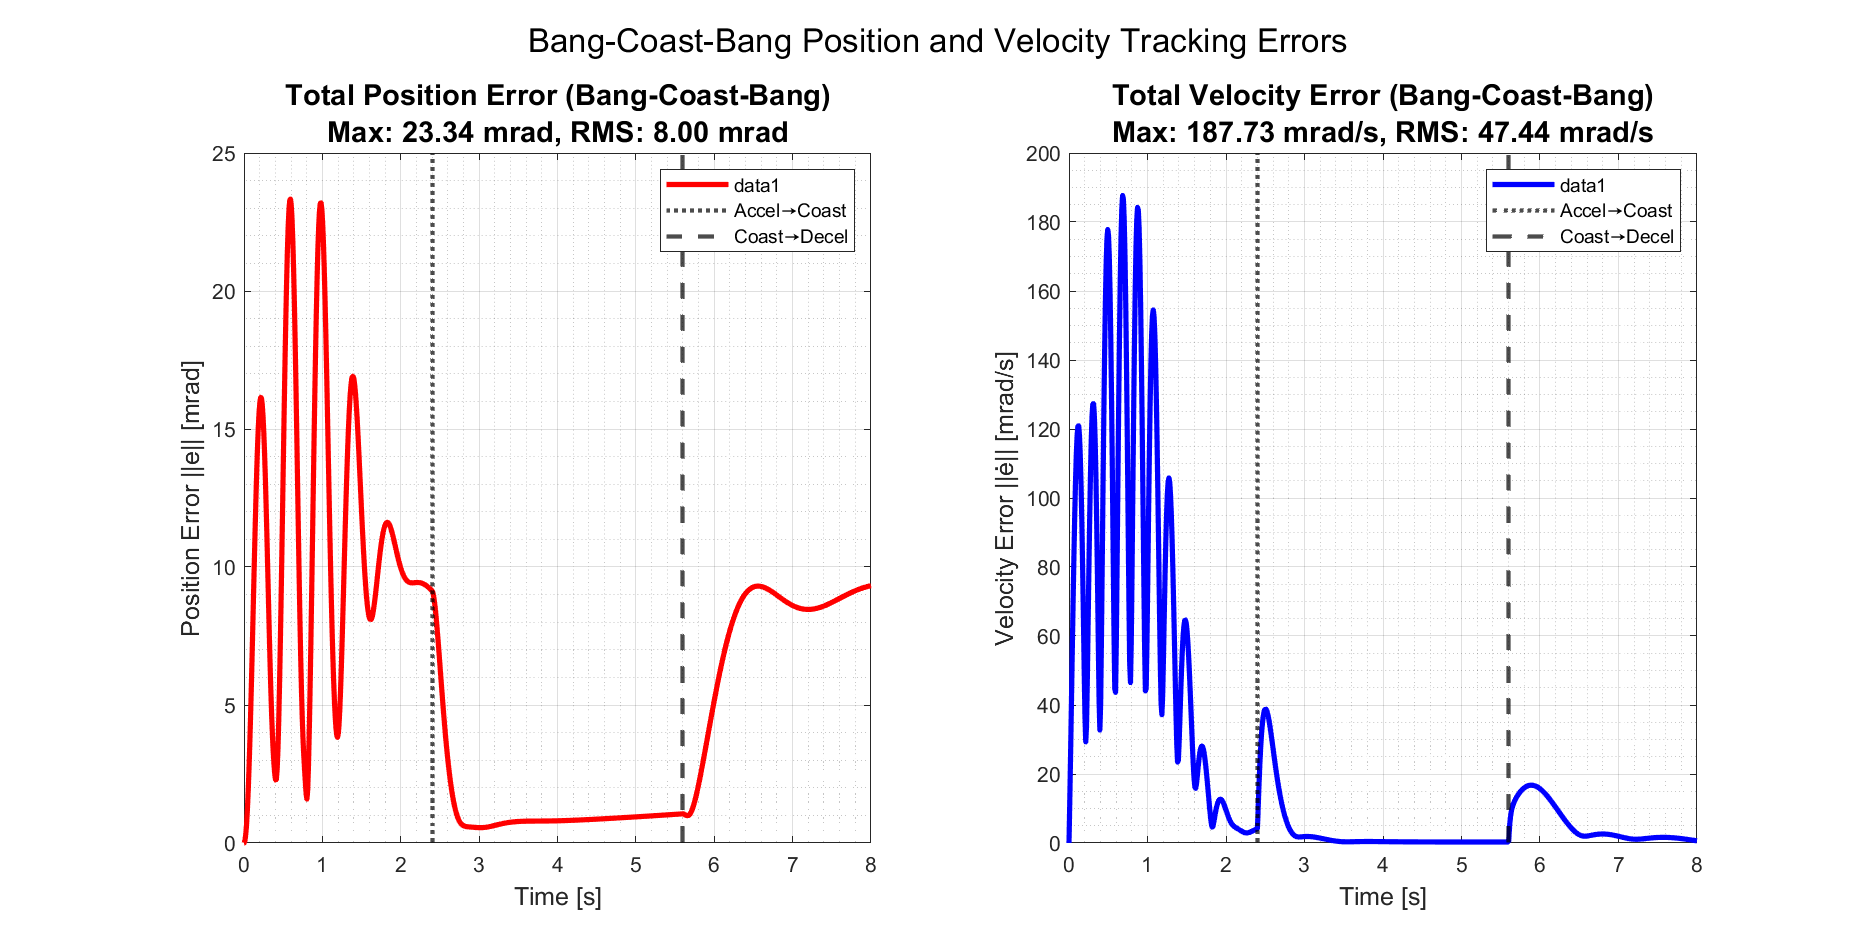 Bang-Coast-Bang Position and Velocity Tracking Errors
Total Position Error (Bang-Coast-Bang)
Max: 23.34 mrad, RMS: 8.00 mrad
25
20
15
10
5
0
Position Error ||e|| [mrad]
data1
Accel→Coast
Coast→Decel
0 1 2 3 4 5 6 7 8
Time [s]
Total Velocity Error (Bang-Coast-Bang)
Max: 187.73 mrad/s, RMS: 47.44 mrad/s
200
180
160
140
120
100
80
60
40
20
0
Velocity Error ||ė|| [mrad/s]
data1
Accel→Coast
Coast→Decel
0 1 2 3 4 5 6 7 8
Time [s]